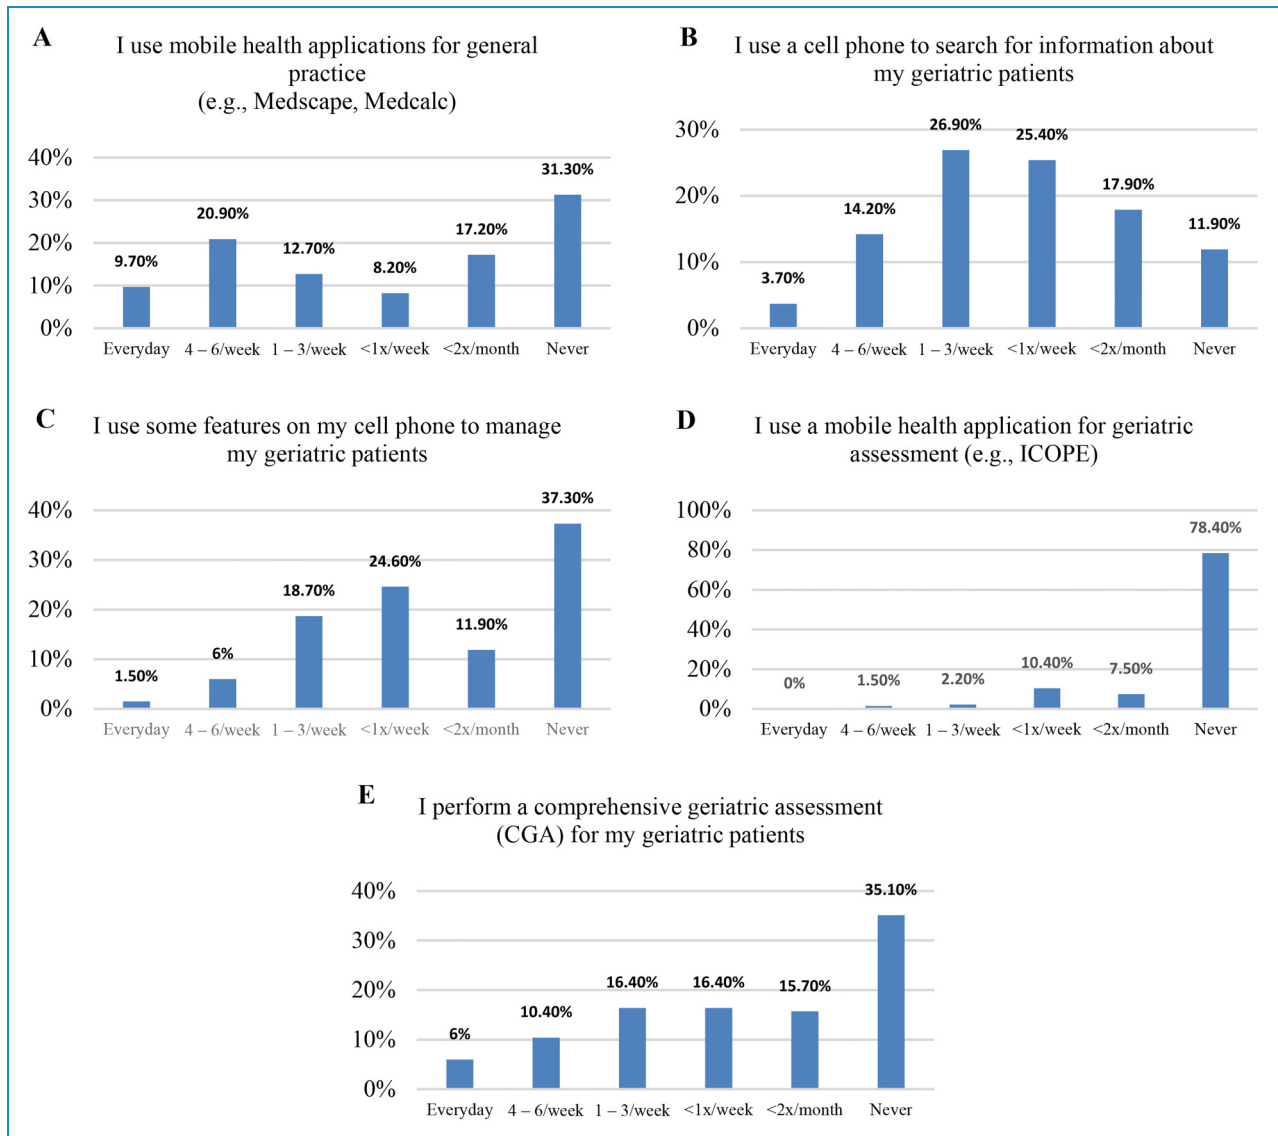 A
I use mobile health applications for general
practice
(e.g., Medscape, Medcalc)
40%
30%
20%
10%
0%
9.70%
20.90%
12.70%
8.20%
17.20%
31.30%
Everyday 4 – 6/week 1 – 3/week <1x/week <2x/month Never
B
I use a cell phone to search for information about
my geriatric patients
30%
20%
10%
0%
3.70%
14.20%
26.90%
25.40%
17.90%
11.90%
Everyday 4 – 6/week 1 – 3/week <1x/week <2x/month Never
C
I use some features on my cell phone to manage
my geriatric patients
40%
30%
20%
10%
0%
1.50%
6%
18.70%
24.60%
11.90%
37.30%
Everyday 4 – 6/week 1 – 3/week <1x/week <2x/month Never
D
I use a mobile health application for geriatric
assessment (e.g., ICOPE)
100%
80%
60%
40%
20%
0%
0%
1.50%
2.20%
10.40%
7.50%
78.40%
Everyday 4 – 6/week 1 – 3/week <1x/week <2x/month Never
E
I perform a comprehensive geriatric assessment
(CGA) for my geriatric patients
40%
30%
20%
10%
0%
6%
10.40%
16.40%
16.40%
15.70%
35.10%
Everyday 4 – 6/week 1 – 3/week <1x/week <2x/month Never